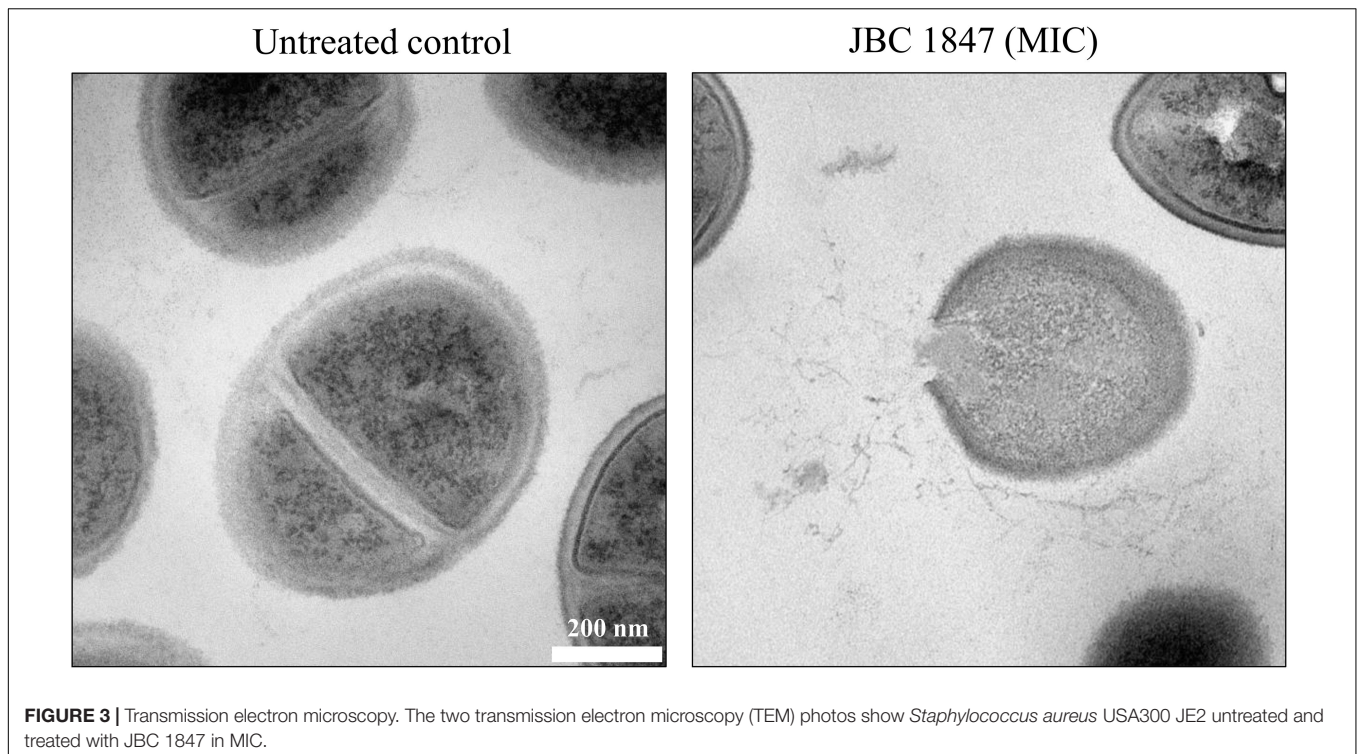 Untreated control
JBC 1847 (MIC)
200 nm
FIGURE 3 | Transmission electron microscopy. The two transmission electron microscopy (TEM) photos show Staphylococcus aureus USA300 JE2 untreated and
treated with JBC 1847 in MIC.